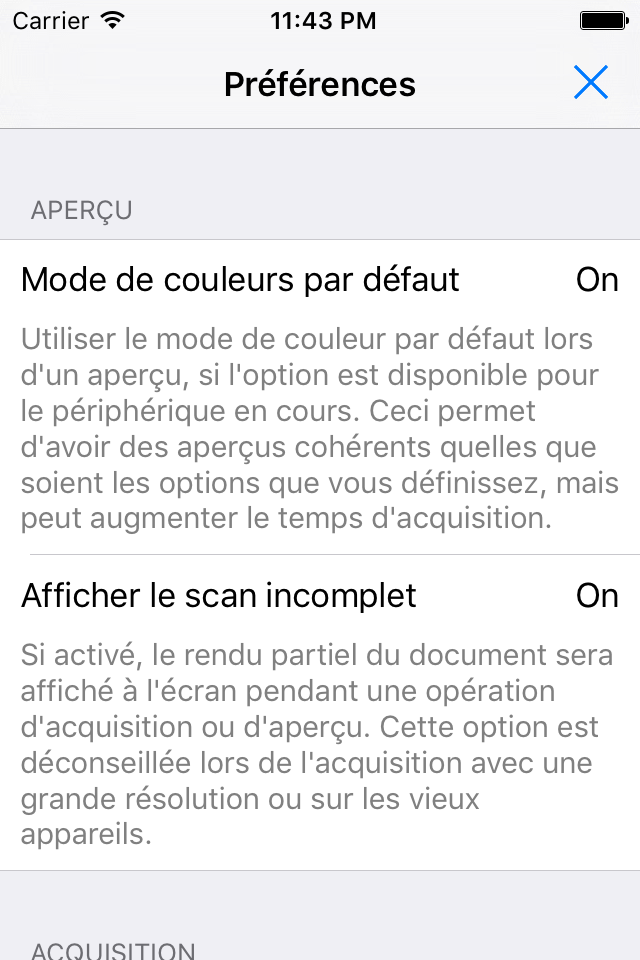 Carrier 11:43 PM
Préférences
APERÇU
Mode de couleurs par défaut On
Utiliser le mode de couleur par défaut lors
d'un aperçu, si l'option est disponible pour
le périphérique en cours. Ceci permet
d'avoir des aperçus cohérents quelles que
soient les options que vous définissez, mais
peut augmenter le temps d'acquisition.
Afficher le scan incomplet On
Si activé, le rendu partiel du document sera
affiché à l'écran pendant une opération
d'acquisition ou d'aperçu. Cette option est
déconseillée lors de l'acquisition avec une
grande résolution ou sur les vieux
appareils.
ACQUISITION